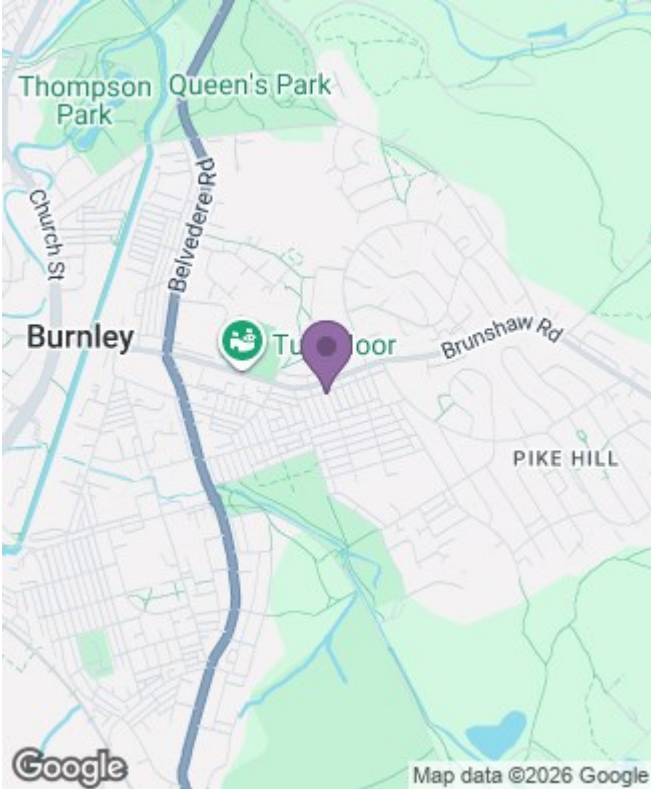 Thompson
Park
Queen's Park
Church St
Belvedere Rd
Burnley
Brunshaw Rd
PIKE HILL
Google
Map data ©2026 Google